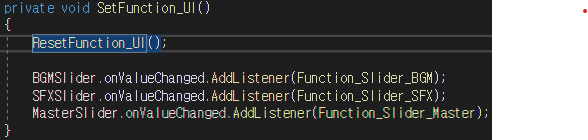 private void SetFunction_UI()
{
ResetFunction_UI();
BGMSlider.onValueChanged.AddListener(Function_Slider_BGM);
SFXSlider.onValueChanged.AddListener(Function_Slider_SFX);
MasterSlider.onValueChanged.AddListener(Function_Slider_Master);
}